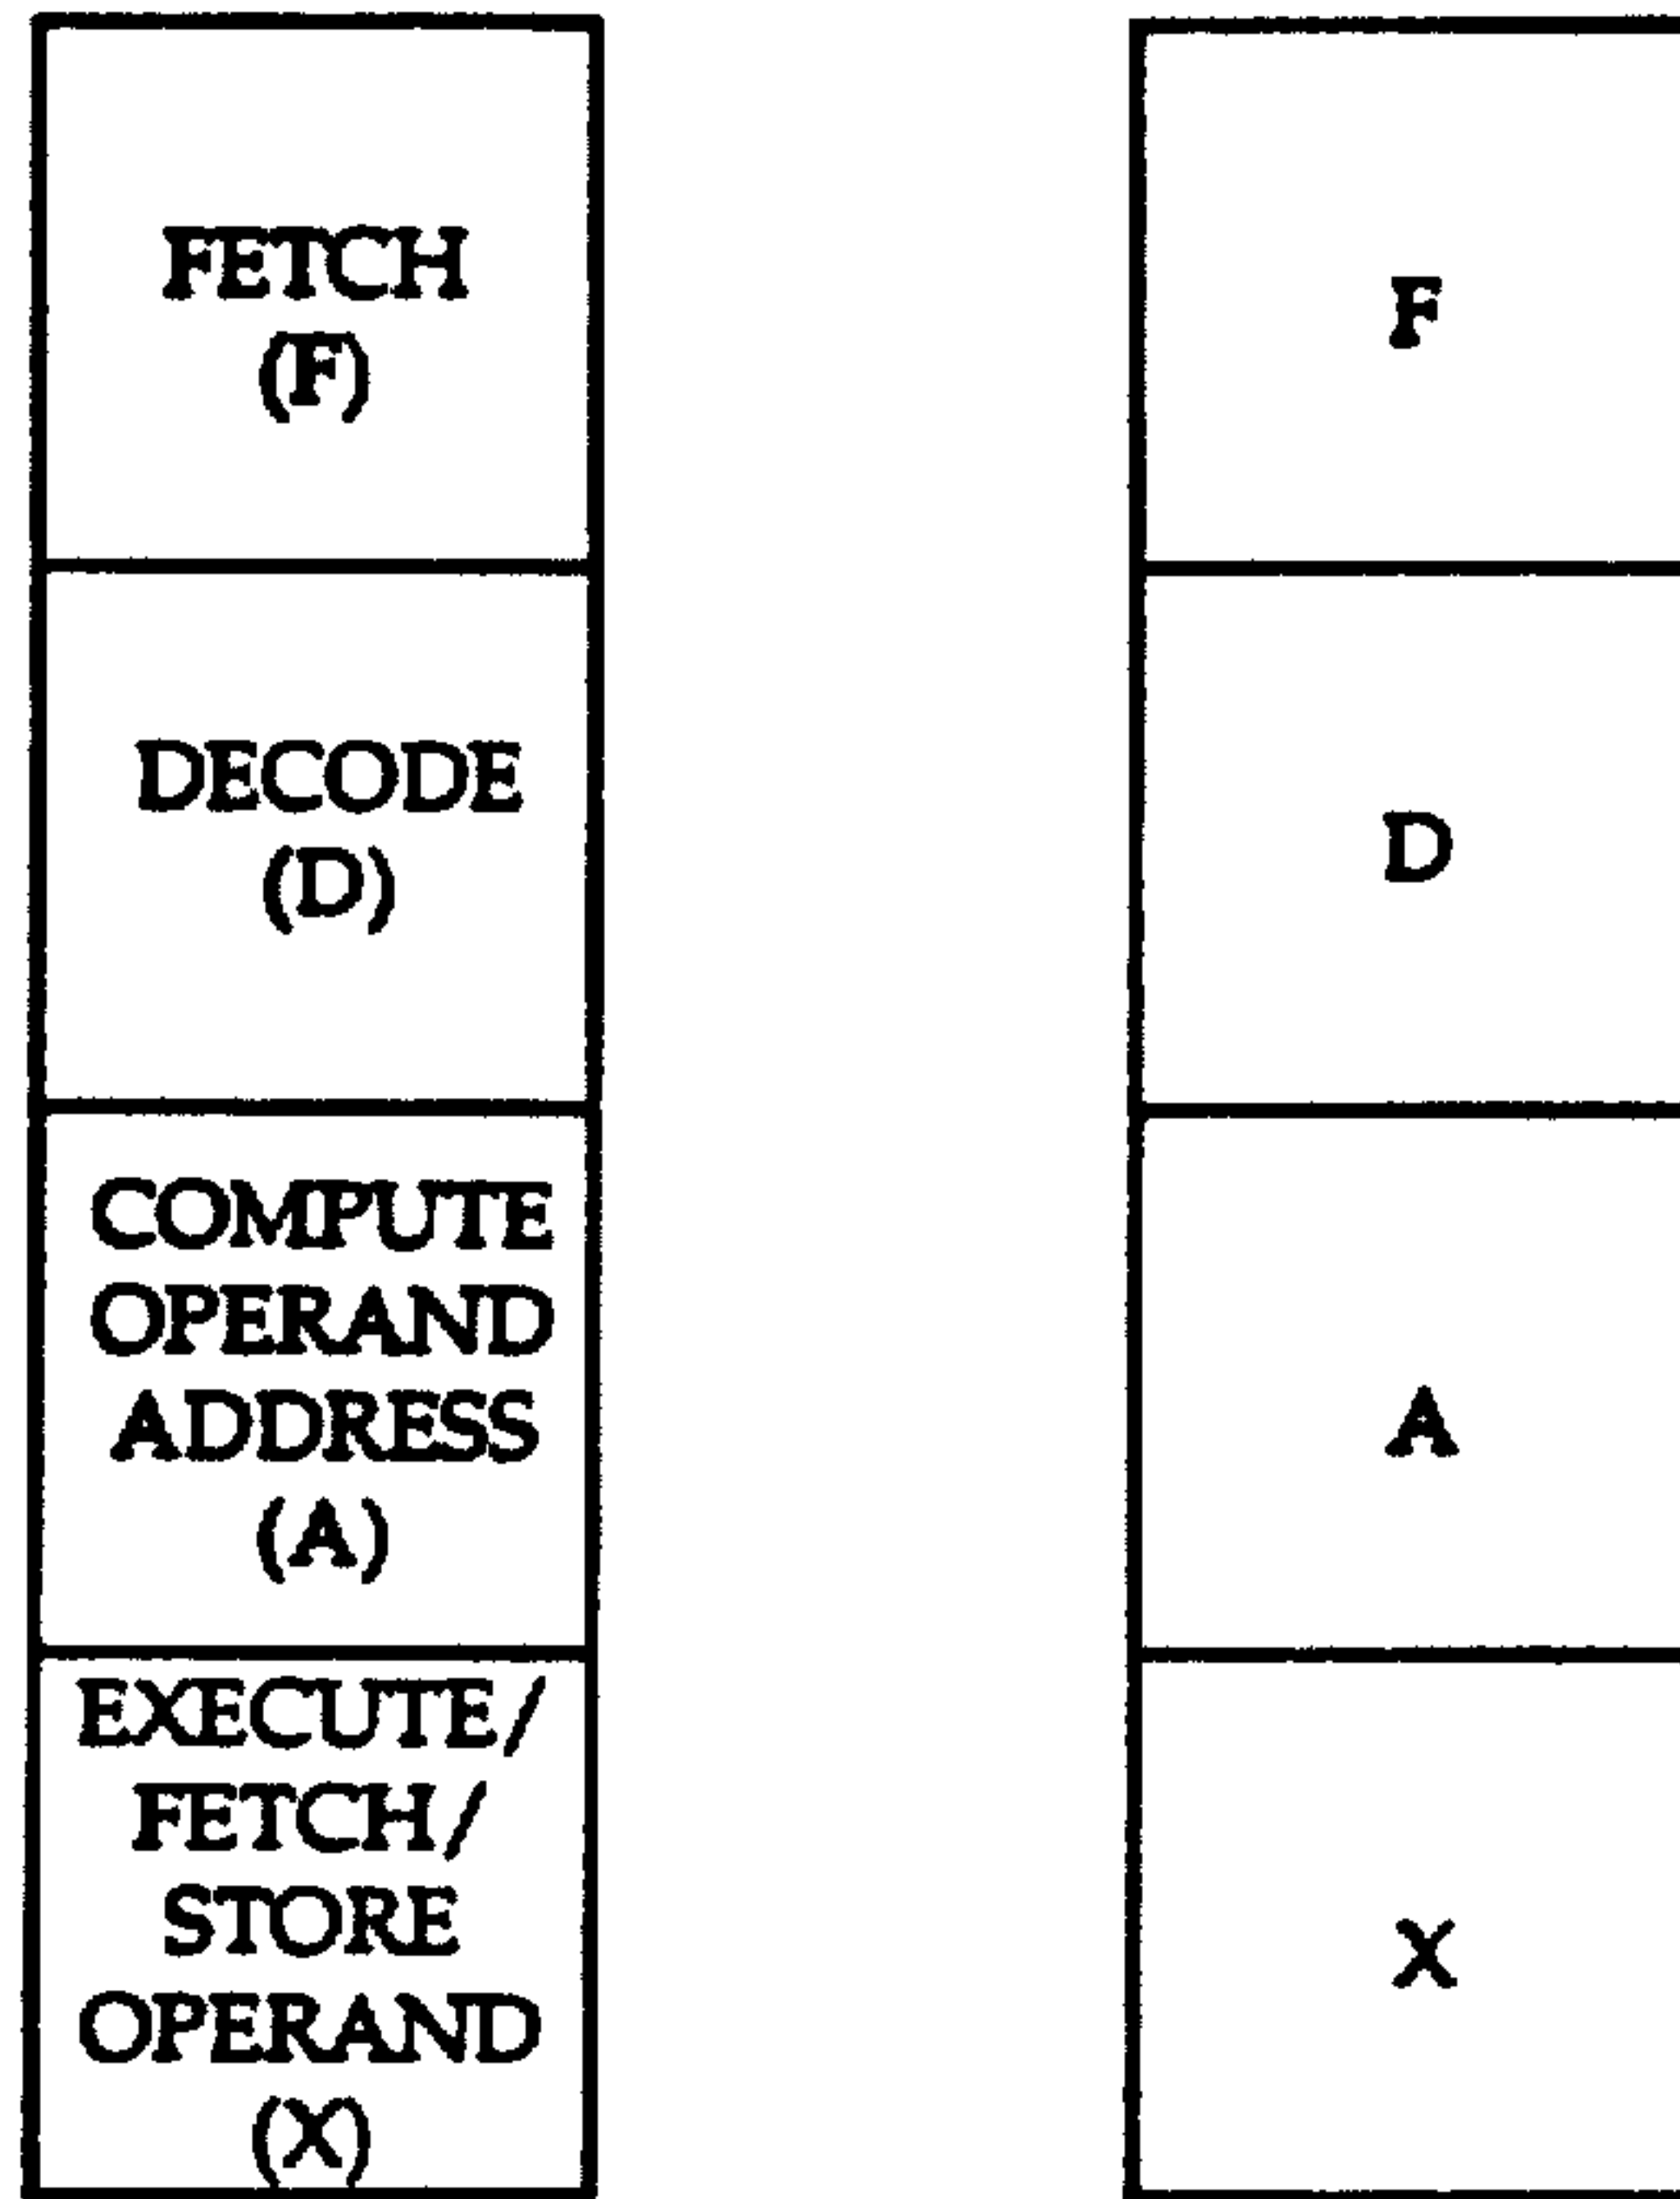 FETCH
(F)
DECODE
(D)
COMPUTE
OPERAND
ADDRESS
(A)
EXECUTE/
FETCH/
STORE
OPERAND
(X)
F
D
A
X